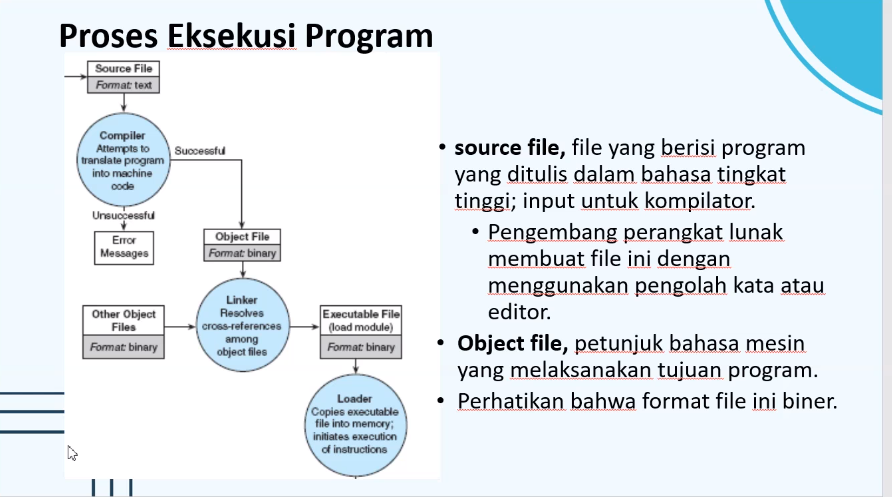 Proses Eksekusi Program
Source File
Format: text
Compiler
Attempts to
translate program
into machine
code
Successful
Unsuccessful
Error
Messages
Object File
Format: binary
Other Object
Files
Format: binary
Linker
Resolves
cross-references
among
object files
Executable File
(load module)
Format: binary
Loader
Copies executable
file into memory;
initiates execution
of instructions
• source file, file yang berisi program
yang ditulis dalam bahasa tingkat
tinggi; input untuk kompilator.
• Pengembang perangkat lunak
membuat file ini dengan
menggunakan pengolah kata atau
editor.
• Object file, petunjuk bahasa mesin
yang melaksanakan tujuan program.
• Perhatikan bahwa format file ini biner.